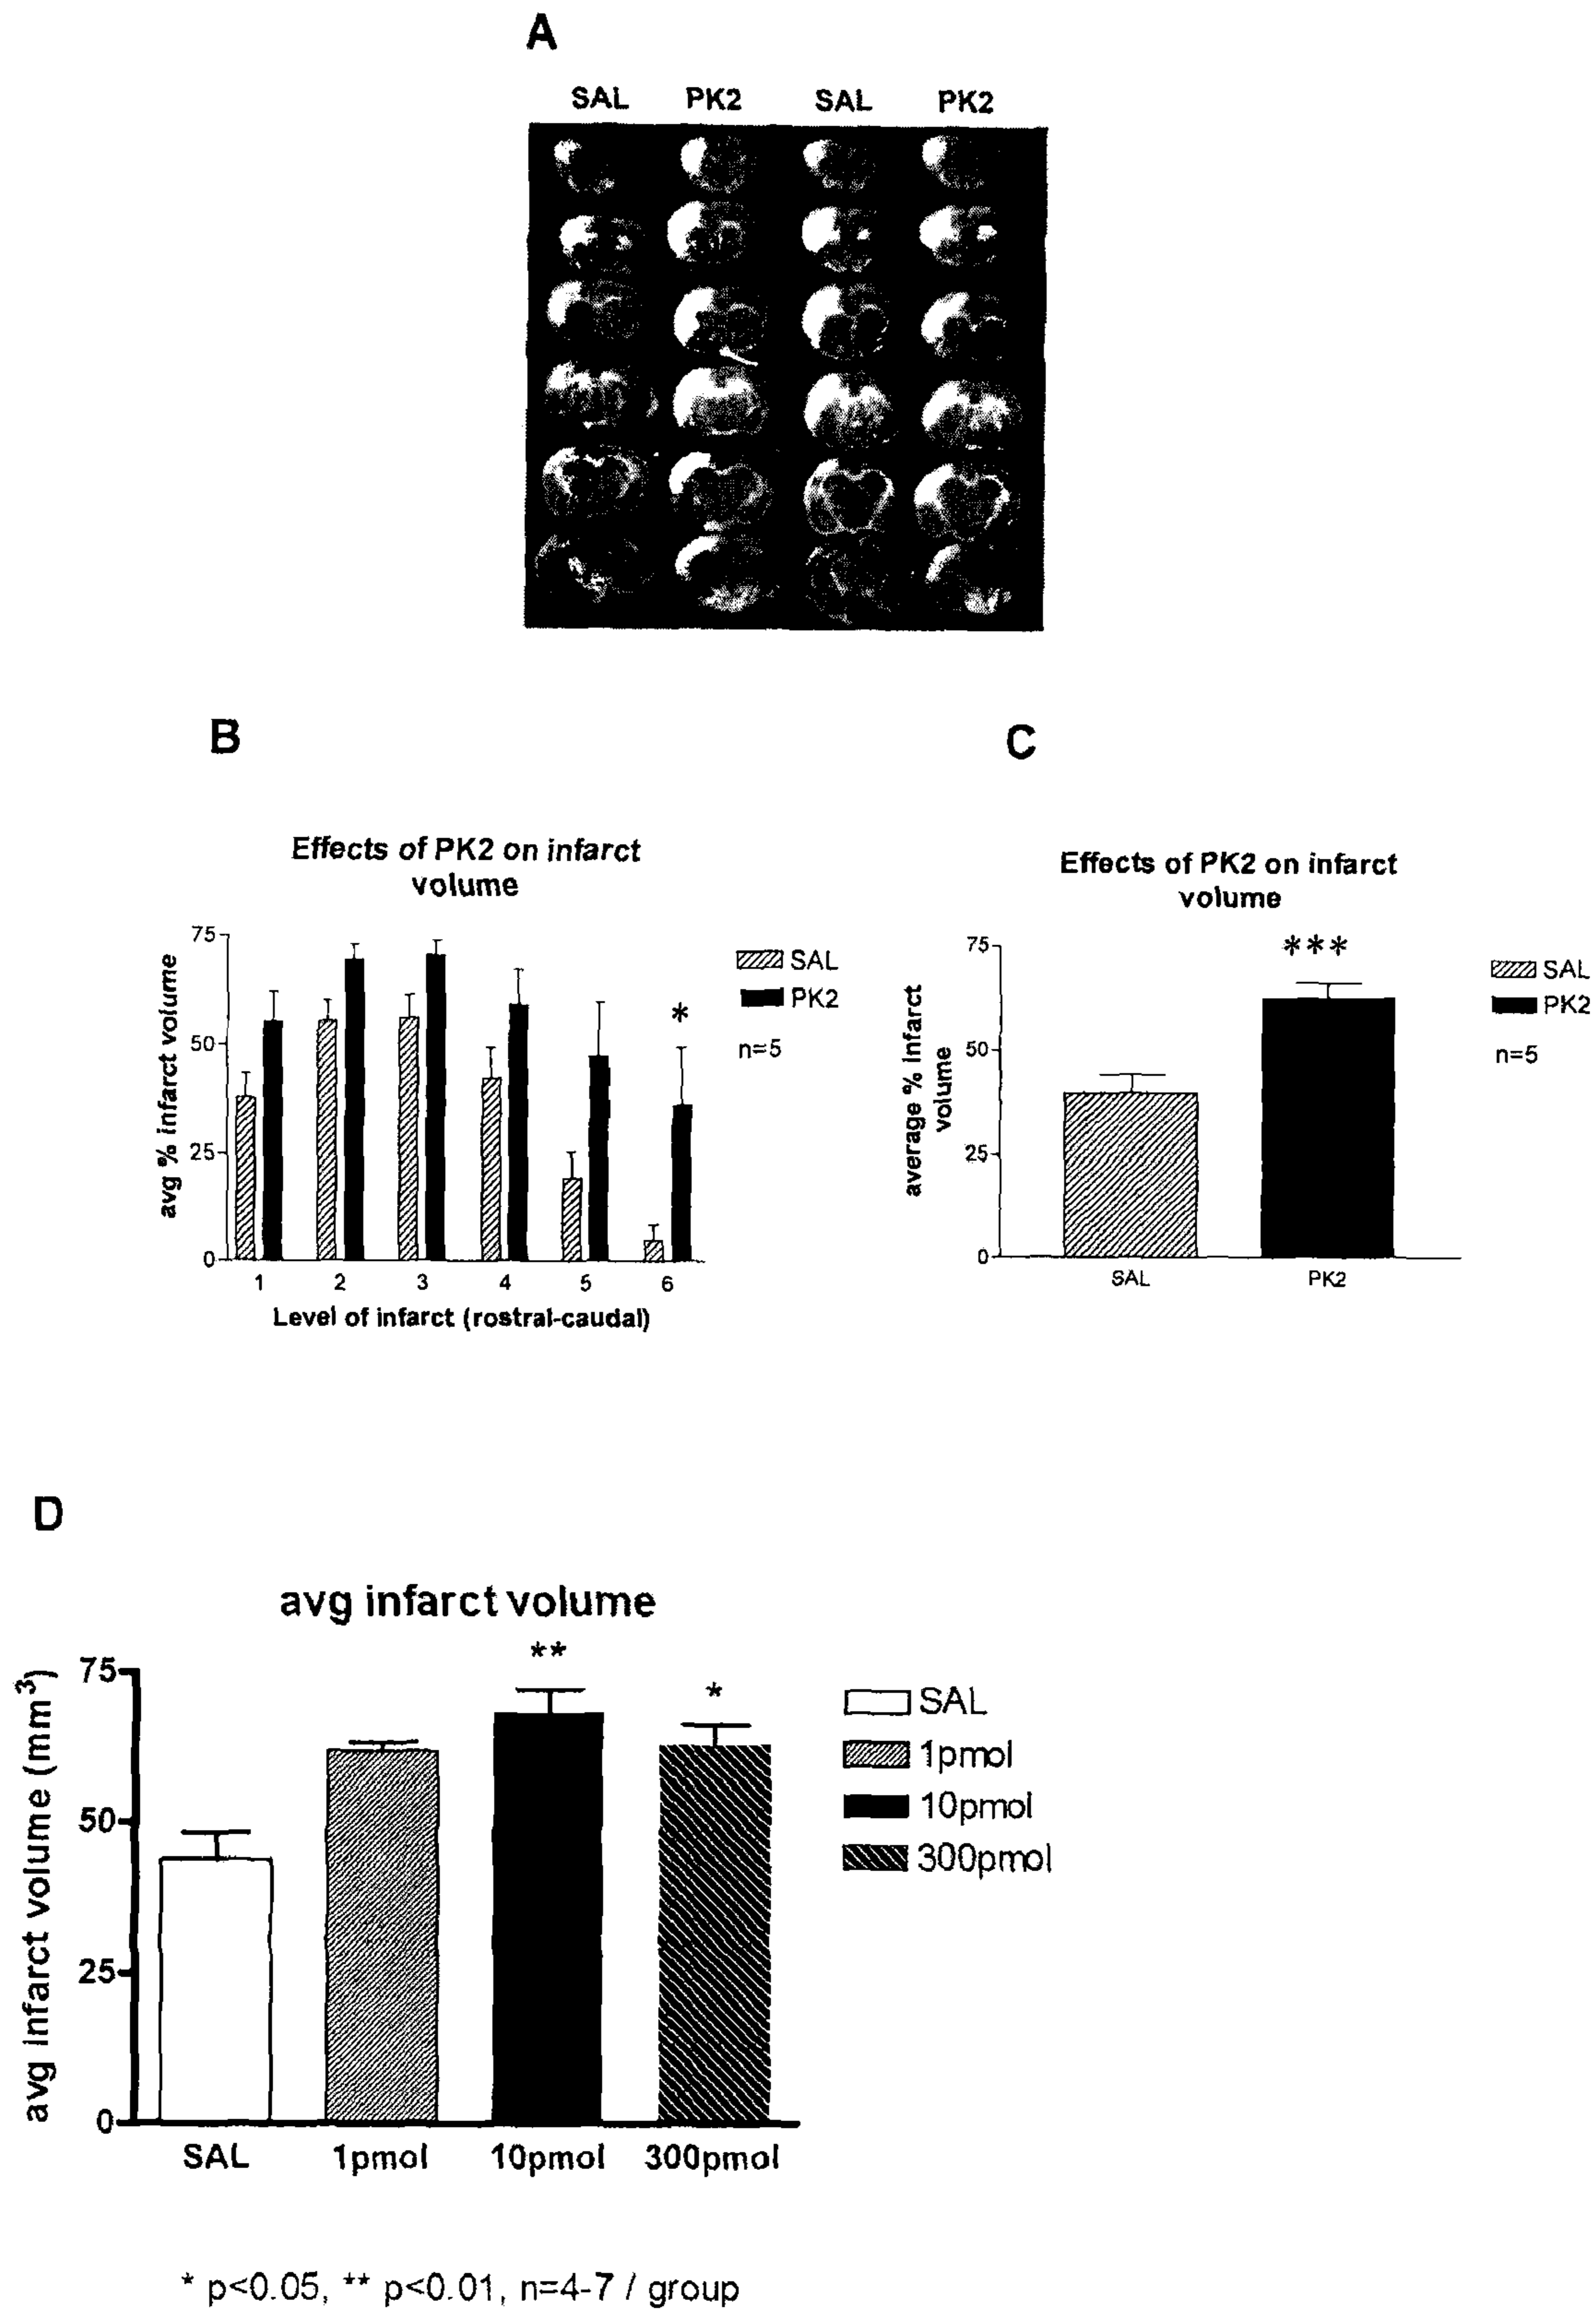 A
SAL PK2 SAL PK2
B
Effects of PK2 on infarct
volume
avg % infarct volume
75
50
25
0
1 2 3 4 5 6
Level of infarct (rostral-caudal)
SAL
PK2
n=5
*
C
Effects of PK2 on infarct
volume
average % infarct
volume
75
50
25
0
***
SAL PK2
SAL
PK2
n=5
D
avg infarct volume
avg infarct volume (mm³)
75
50
25
0
**
*
SAL 1pmol 10pmol 300pmol
SAL
1pmol
10pmol
300pmol
* p<0.05, ** p<0.01, n=4-7 / group